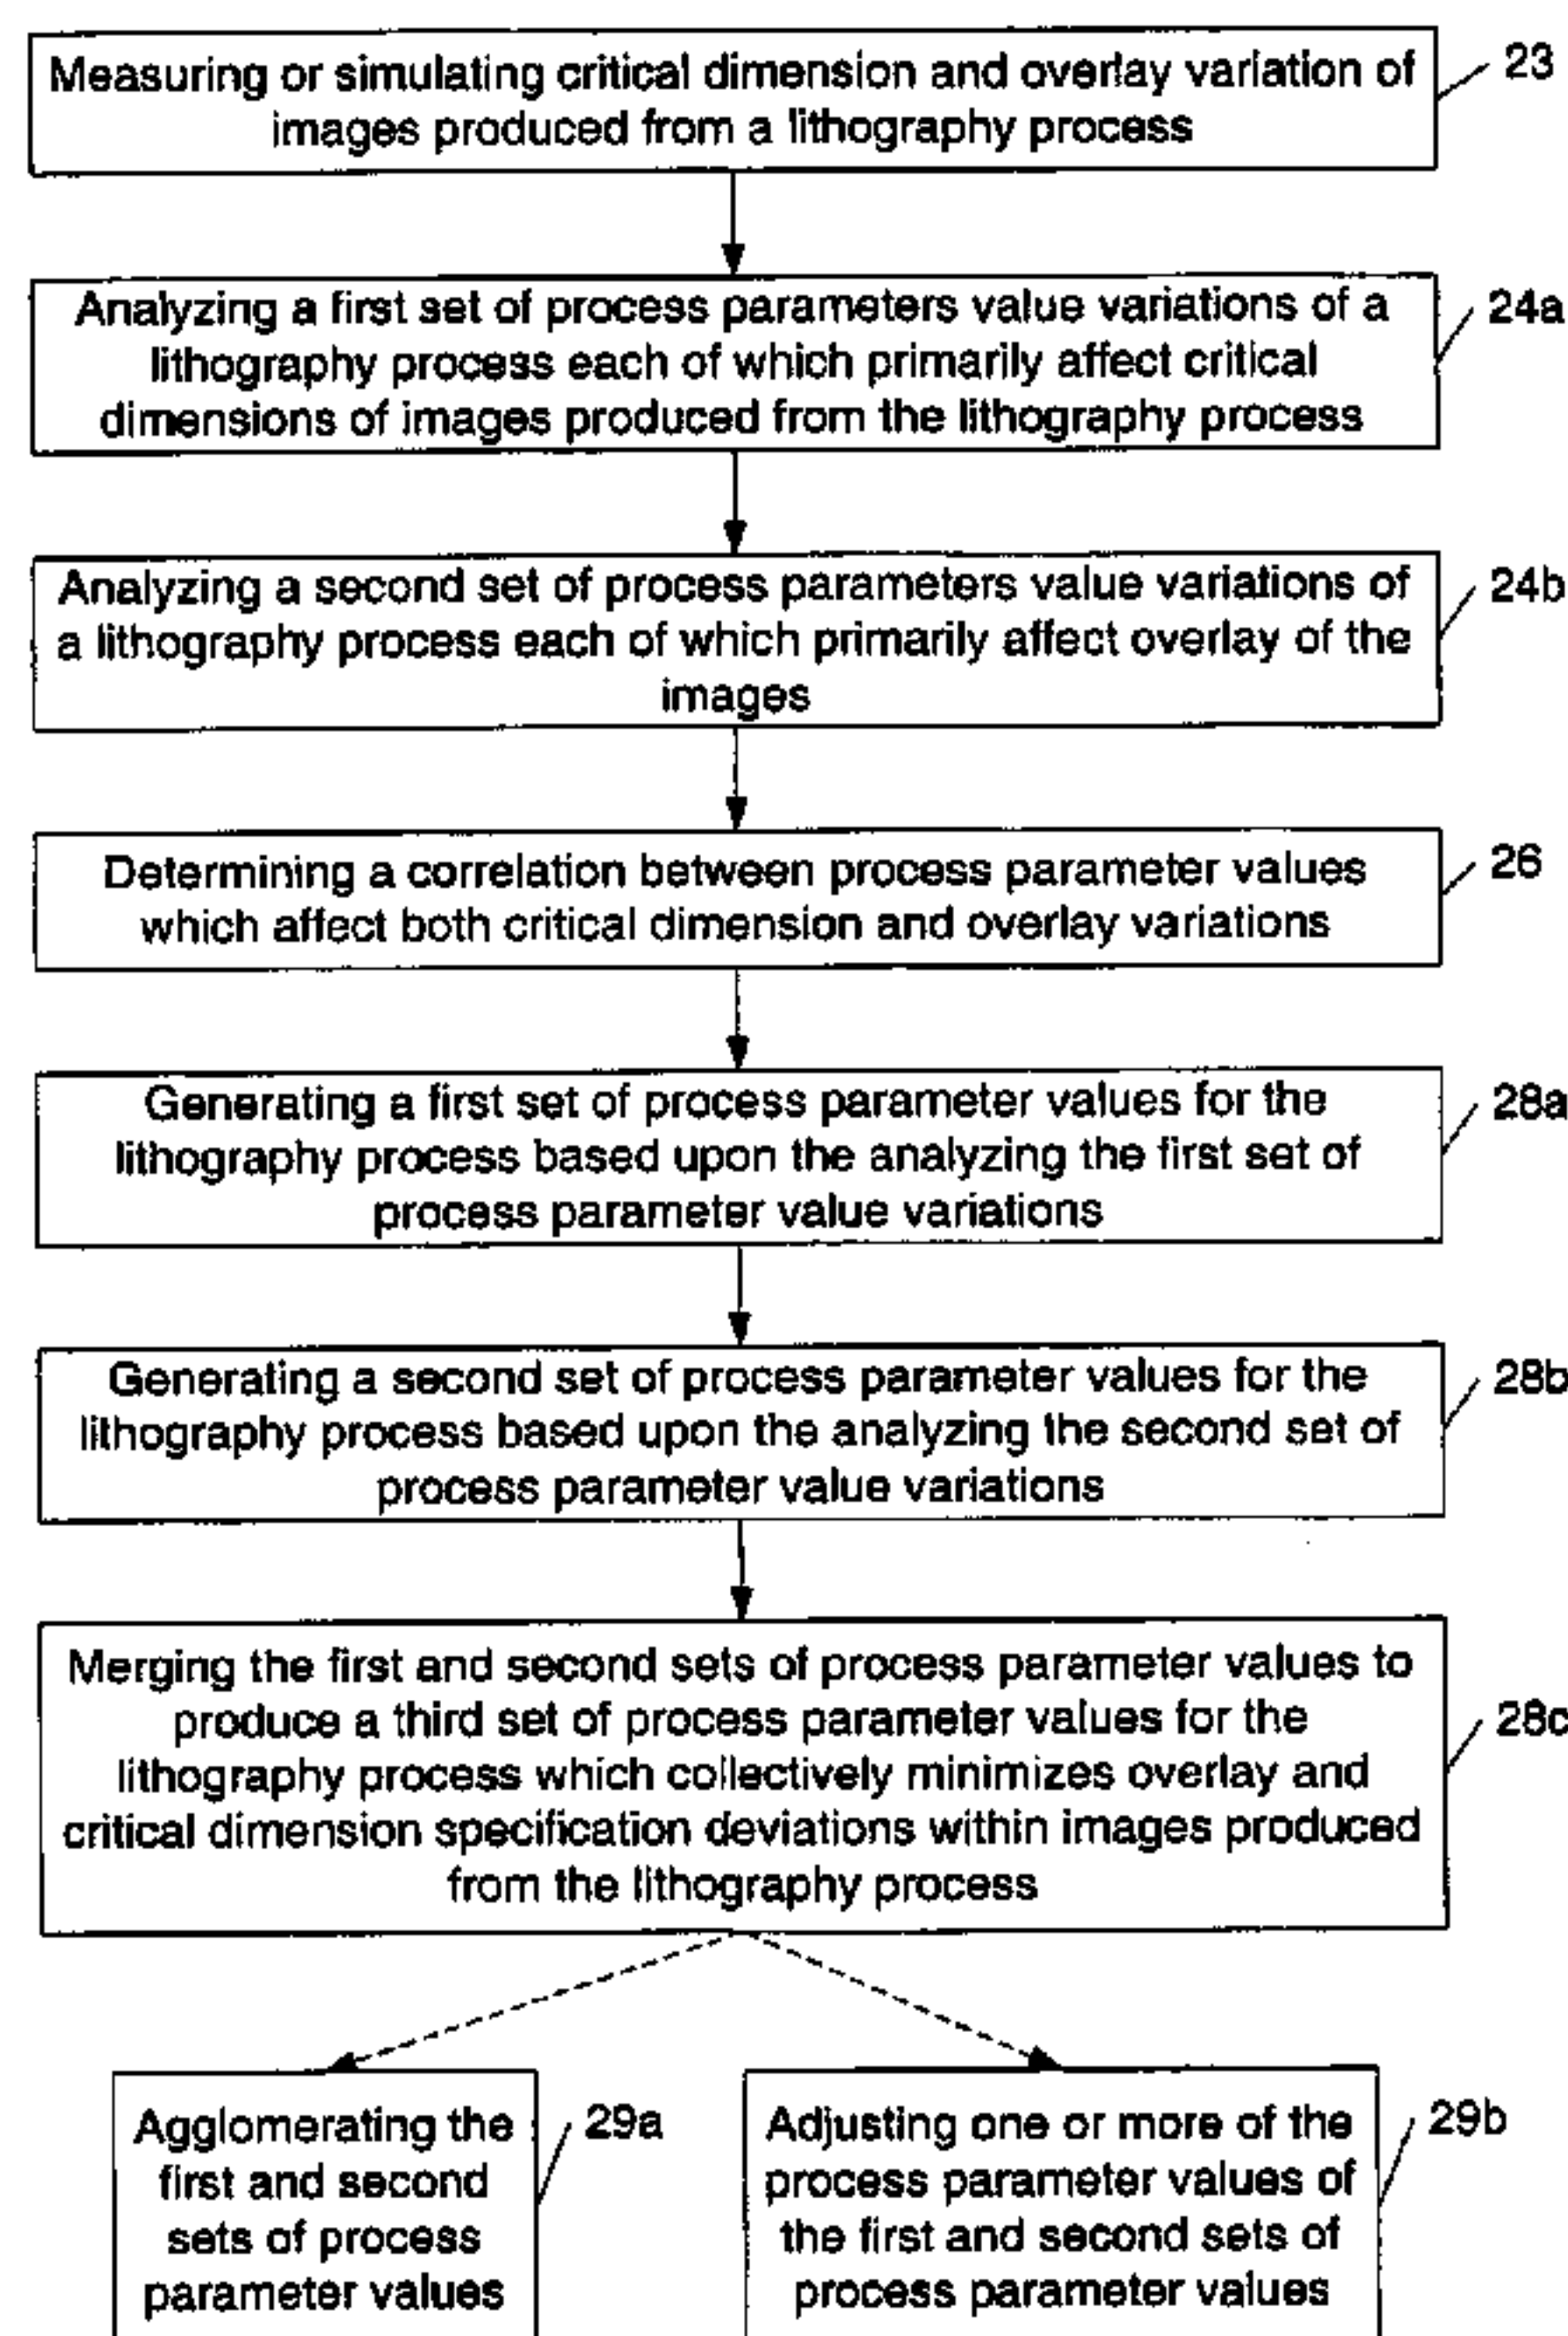 Measuring or simulating critical dimension and overlay variation of
images produced from a lithography process
23
Analyzing a first set of process parameters value variations of a
lithography process each of which primarily affect critical
dimensions of images produced from the lithography process
24a
Analyzing a second set of process parameters value variations of
a lithography process each of which primarily affect overlay of the
images
24b
Determining a correlation between process parameter values
which affect both critical dimension and overlay variations
26
Generating a first set of process parameter values for the
lithography process based upon the analyzing the first set of
process parameter value variations
28a
Generating a second set of process parameter values for the
lithography process based upon the analyzing the second set of
process parameter value variations
28b
Merging the first and second sets of process parameter values to
produce a third set of process parameter values for the
lithography process which collectively minimizes overlay and
critical dimension specification deviations within images produced
from the lithography process
28c
Agglomerating the
first and second
sets of process
parameter values
29a
Adjusting one or more of the
process parameter values of
the first and second sets of
process parameter values
29b